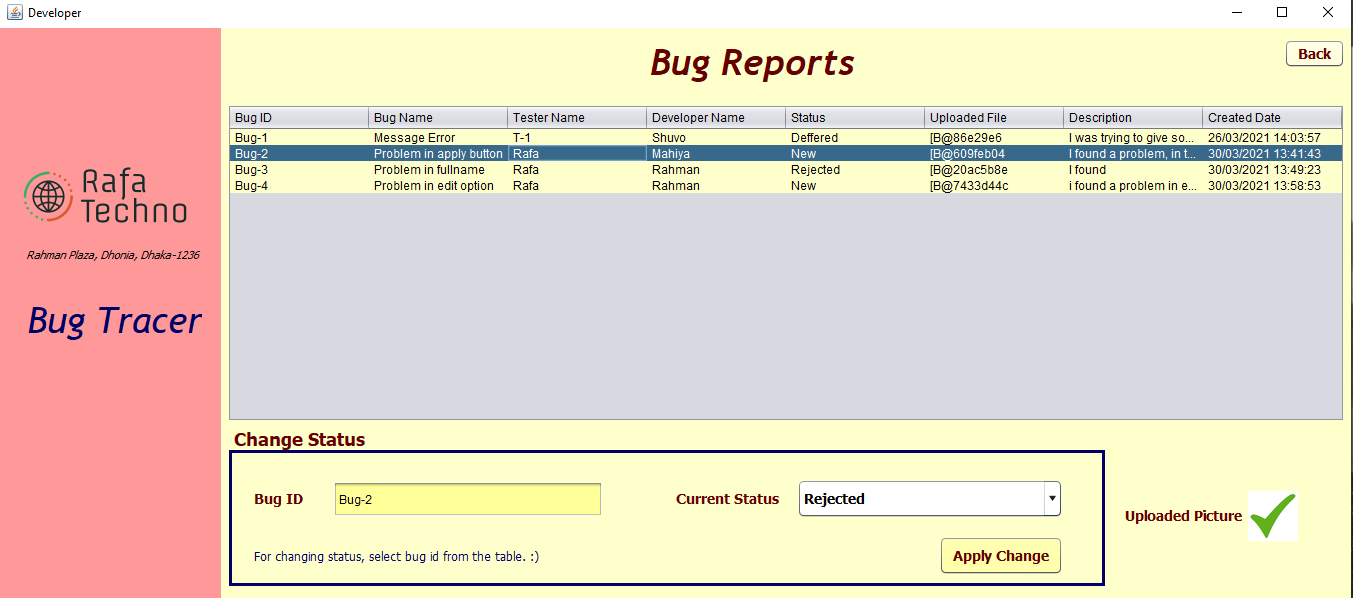 Developer
Bug Reports
Back
Bug ID Bug Name Tester Name Developer Name Status Uploaded File Description Created Date
Bug-1 Message Error T-1 Shuvo Deffered [B@86e29e6 I was trying to give so... 26/03/2021 14:03:57
Bug-2 Problem in apply button Rafa Mahiya New [B@609feb04 I found a problem, in t... 30/03/2021 13:41:43
Bug-3 Problem in fullname Rafa Rahman Rejected [B@20ac5b8e I found 30/03/2021 13:49:23
Bug-4 Problem in edit option Rafa Rahman New [B@7433d44c i found a problem in e... 30/03/2021 13:58:53
Rafa
Techno
Rahman Plaza, Dhonia, Dhaka-1236
Bug Tracer
Change Status
Bug ID Bug-2 Current Status Rejected
Uploaded Picture
For changing status, select bug id from the table. :) Apply Change